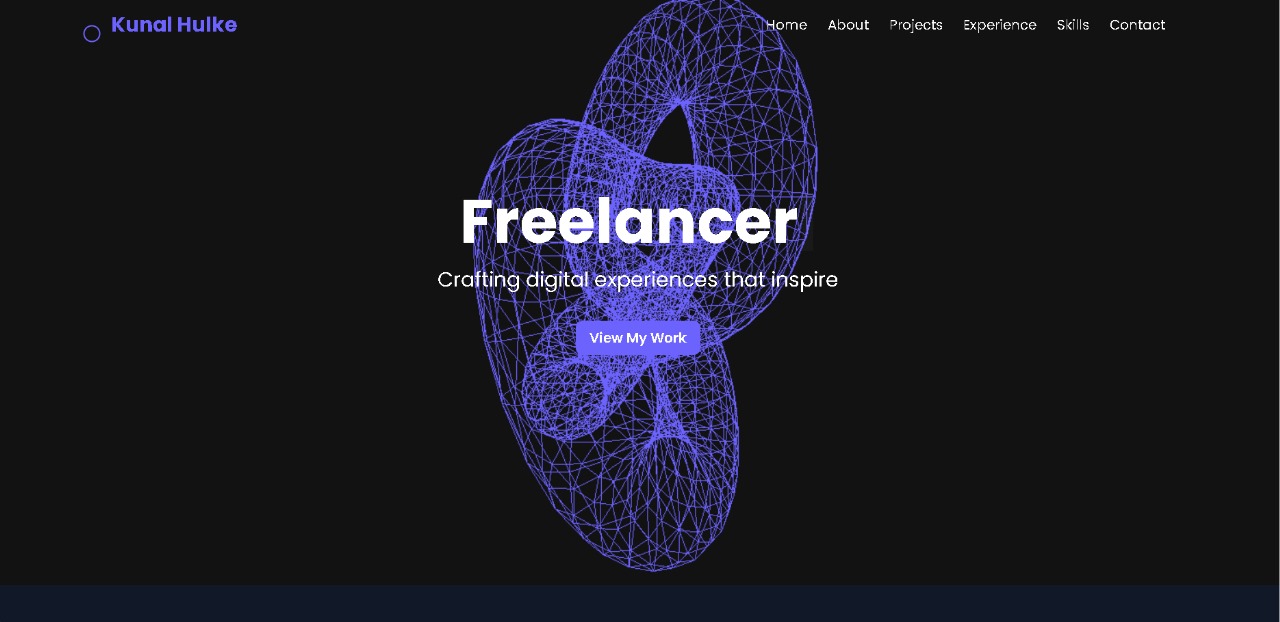 Kunal Hulke
Home About Projects Experience Skills Contact
Freelancer
Crafting digital experiences that inspire
View My Work